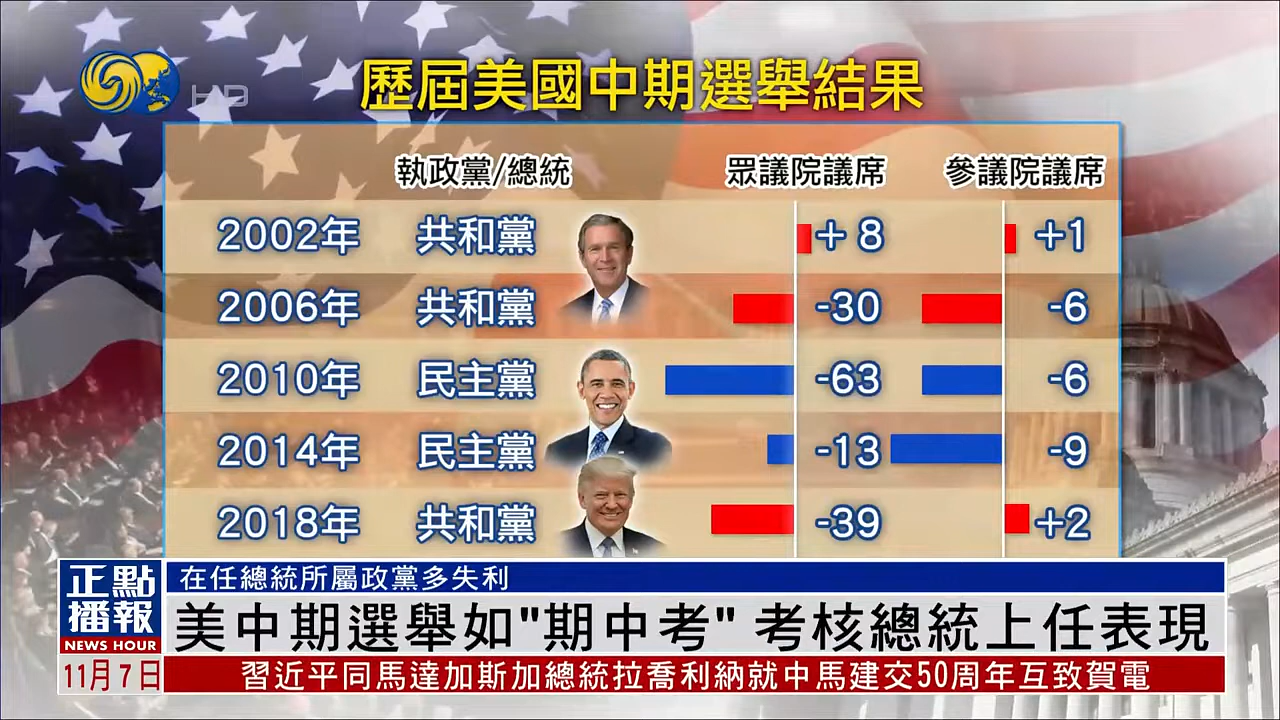 HD
歷屆美國中期選舉結果
執政黨/總統 眾議院議席 參議院議席
2002年 共和黨 + 8 +1
2006年 共和黨 -30 -6
2010年 民主黨 -63 -6
2014年 民主黨 -13 -9
2018年 共和黨 -39 +2
正點
播報
NEWS HOUR
在任總統所屬政黨多失利
美中期選舉如"期中考" 考核總統上任表現
11月7日
習近平同馬達加斯加總統拉喬利納就中馬建交50周年互致賀電